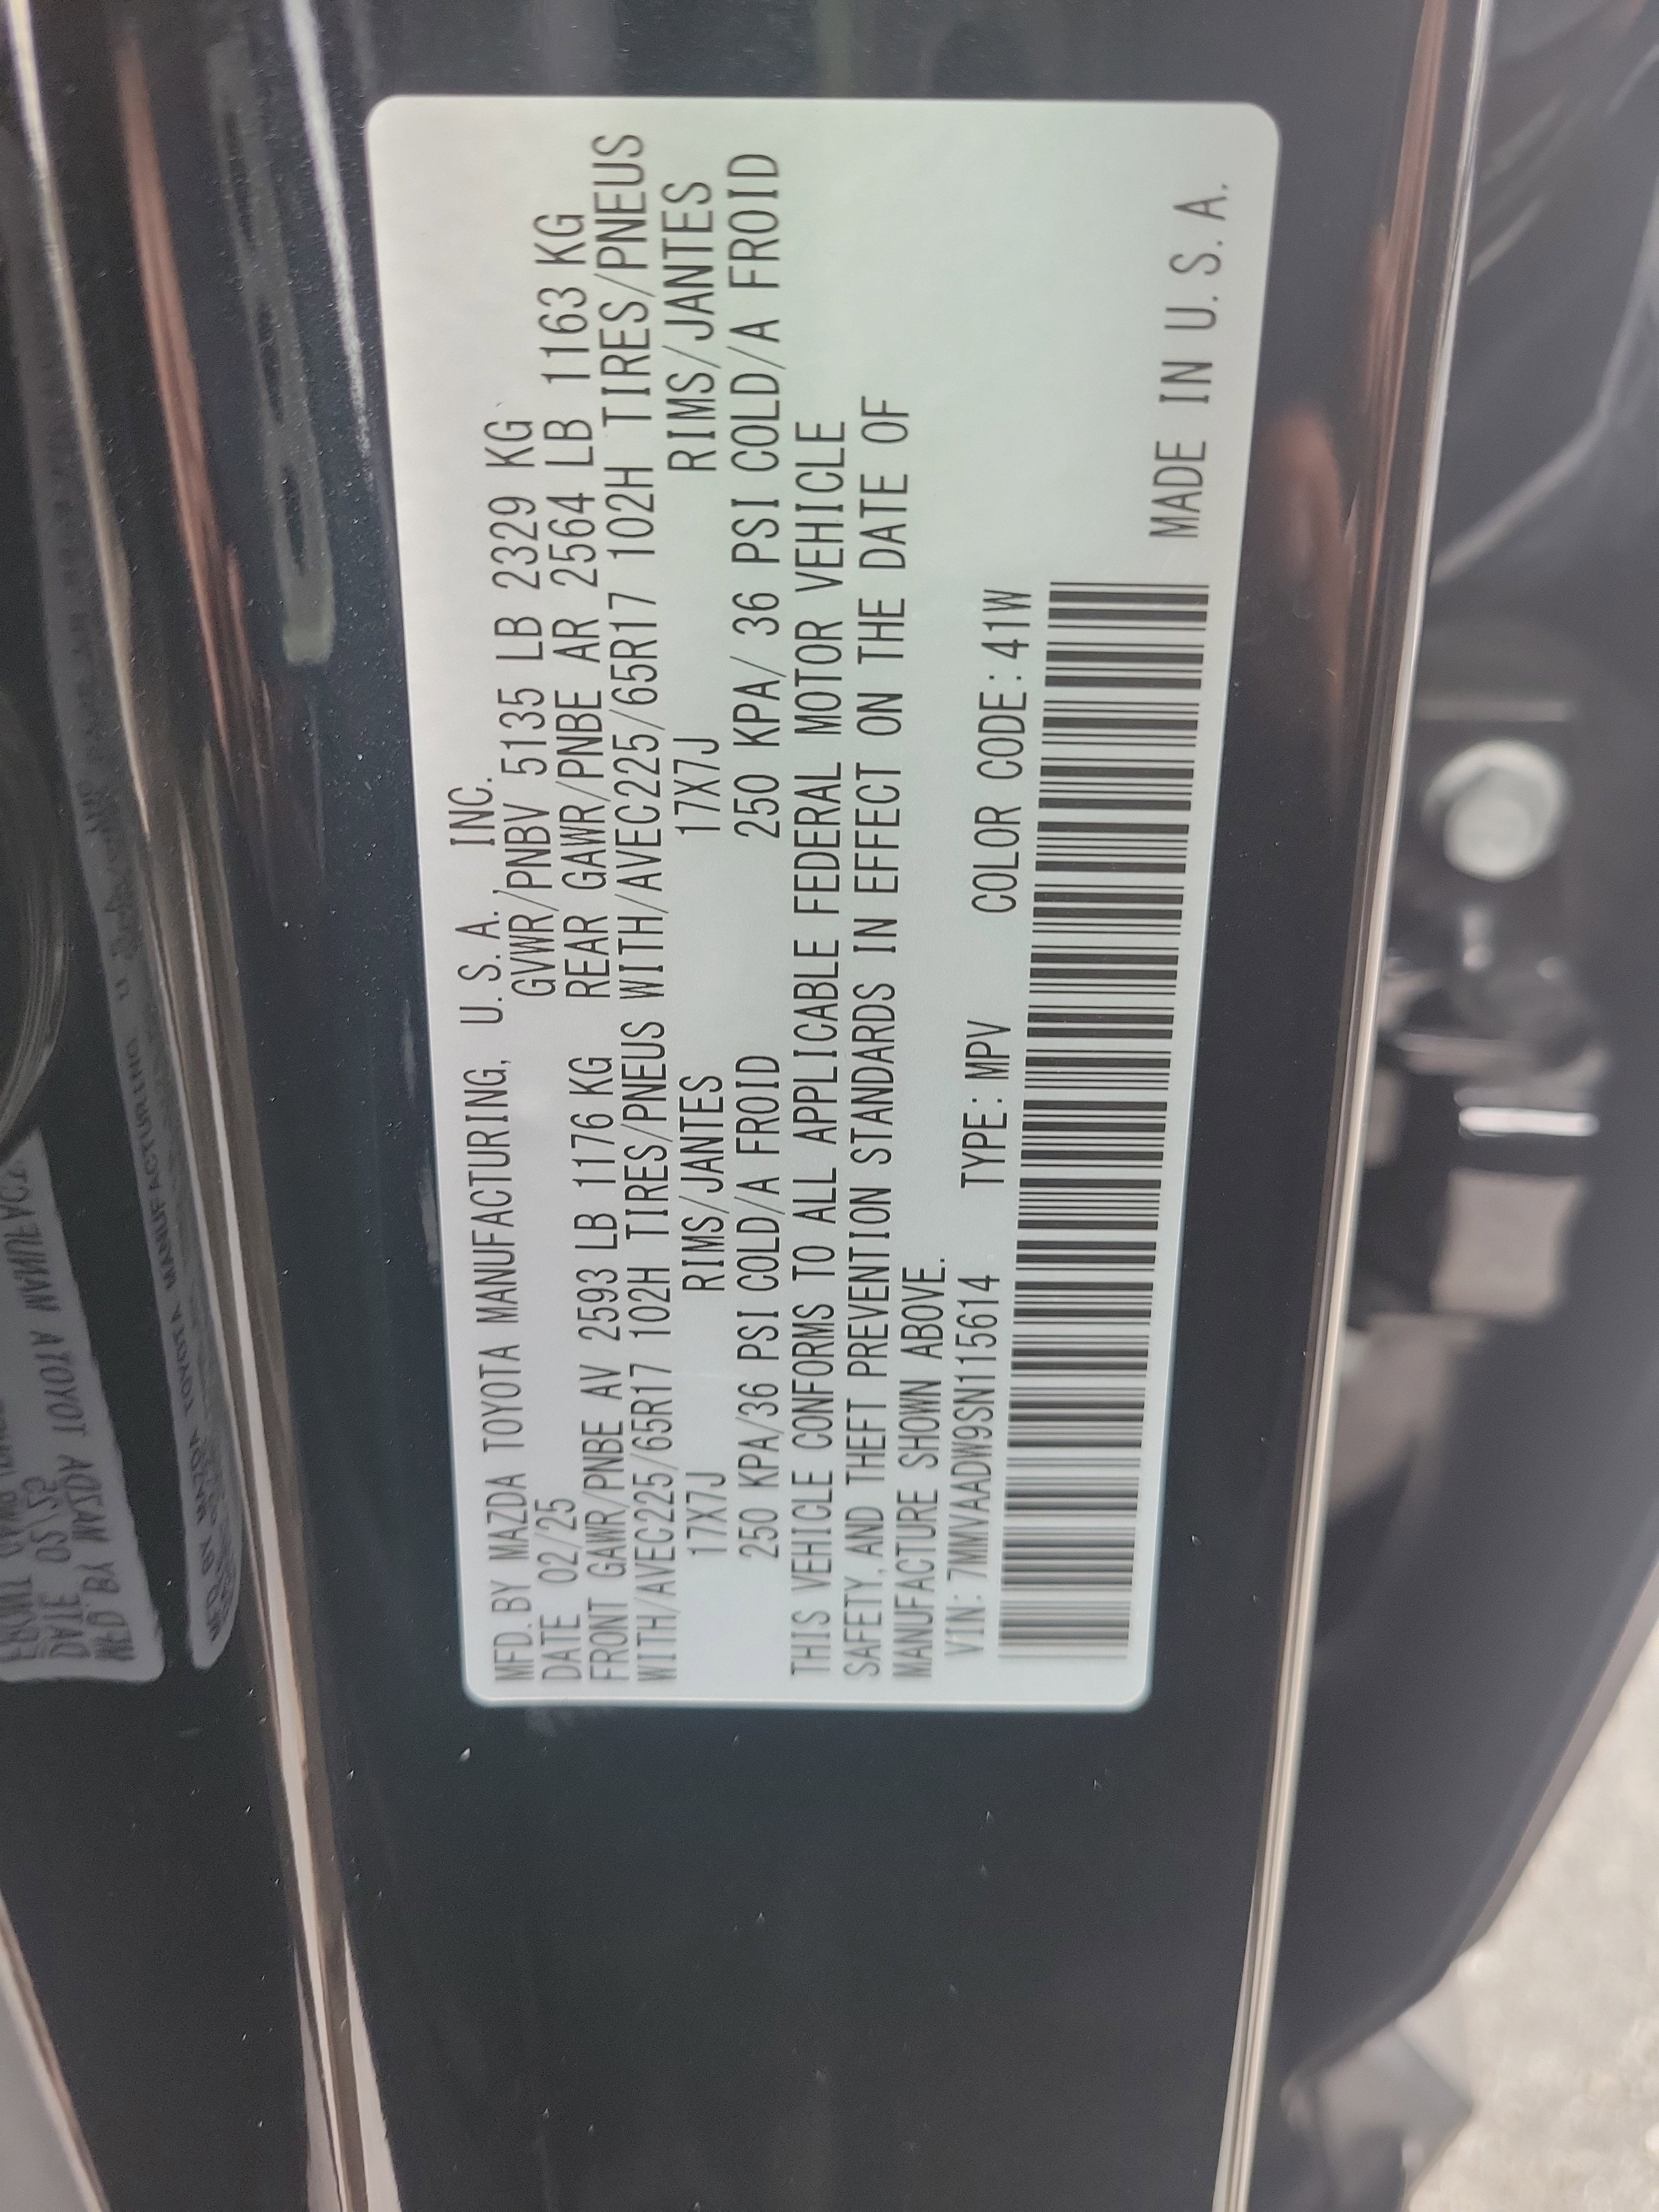 MFD. BY MAZDA TOYOTA MANUFACTURING, U.S.A., INC.
DATE 02/25 GVWR/PNBV 5135 LB 2329 KG
FRONT GAWR/PNBE AV 2593 LB 1176 KG REAR GAWR/PNBE AR 2564 LB 1163 KG
WITH/AVEC225/65R17 102H TIRES/PNEUS WITH/AVEC225/65R17 102H TIRES/PNEUS
17X7J RIMS/JANTES 17X7J RIMS/JANTES
250 KPA/36 PSI COLD/A FROID 250 KPA/ 36 PSI COLD/A FROID
THIS VEHICLE CONFORMS TO ALL APPLICABLE FEDERAL MOTOR VEHICLE
SAFETY, AND THEFT PREVENTION STANDARDS IN EFFECT ON THE DATE OF
MANUFACTURE SHOWN ABOVE.
VIN: 7MMVAADW9SN115614 TYPE: MPV COLOR CODE: 41W
MADE IN U.S.A.